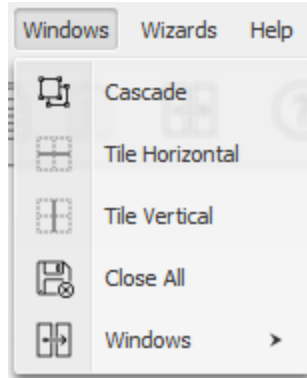 Windows Wizards Help
Cascade
Tile Horizontal
Tile Vertical
Close All
Windows